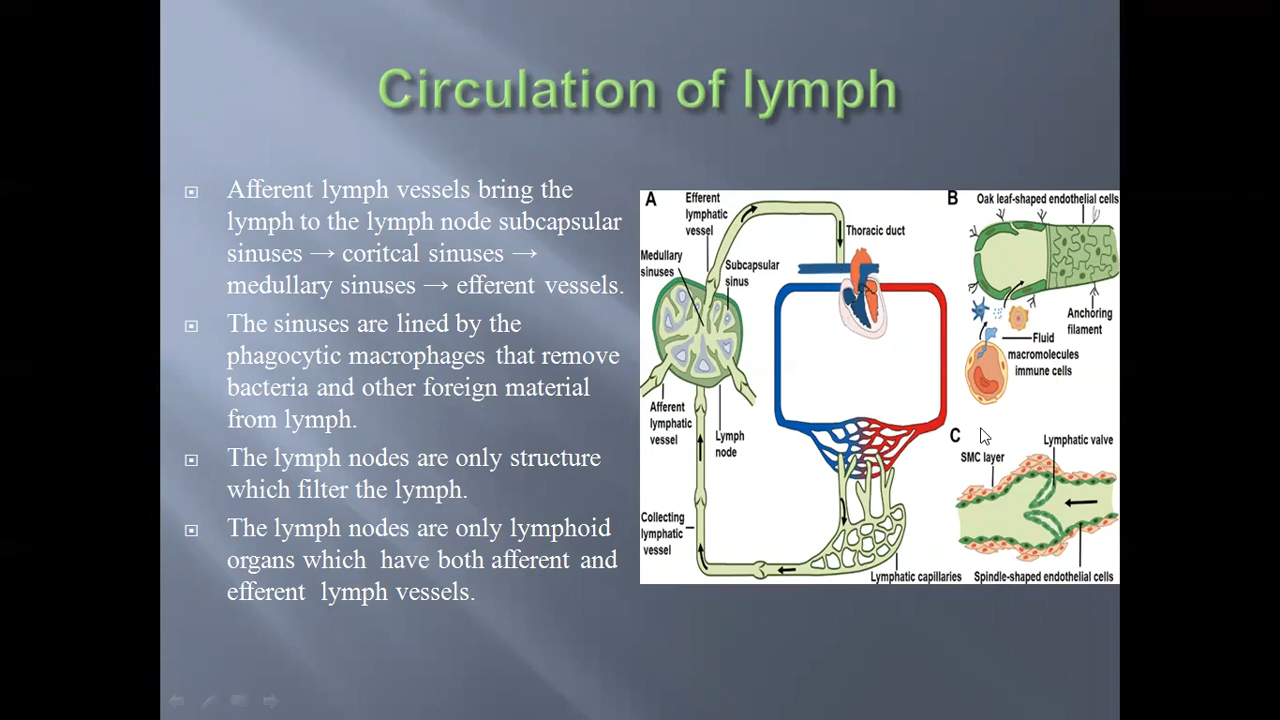 Circulation of lymph
Afferent lymph vessels bring the
lymph to the lymph node subcapsular
sinuses → coritcal sinuses →
medullary sinuses → efferent vessels.
The sinuses are lined by the
phagocytic macrophages that remove
bacteria and other foreign material
from lymph.
The lymph nodes are only structure
which filter the lymph.
The lymph nodes are only lymphoid
organs which have both afferent and
efferent lymph vessels.
A
Efferent
lymphatic
vessel
Thoracic duct
Medullary
sinuses
Subcapsular
sinus
Afferent
lymphatic
vessel
Lymph
node
Collecting
lymphatic
vessel
Lymphatic capillaries
B
Oak leaf-shaped endothelial cells
Anchoring
filament
Fluid
macromolecules
immune cells
C
Lymphatic valve
SMC layer
Spindle-shaped endothelial cells